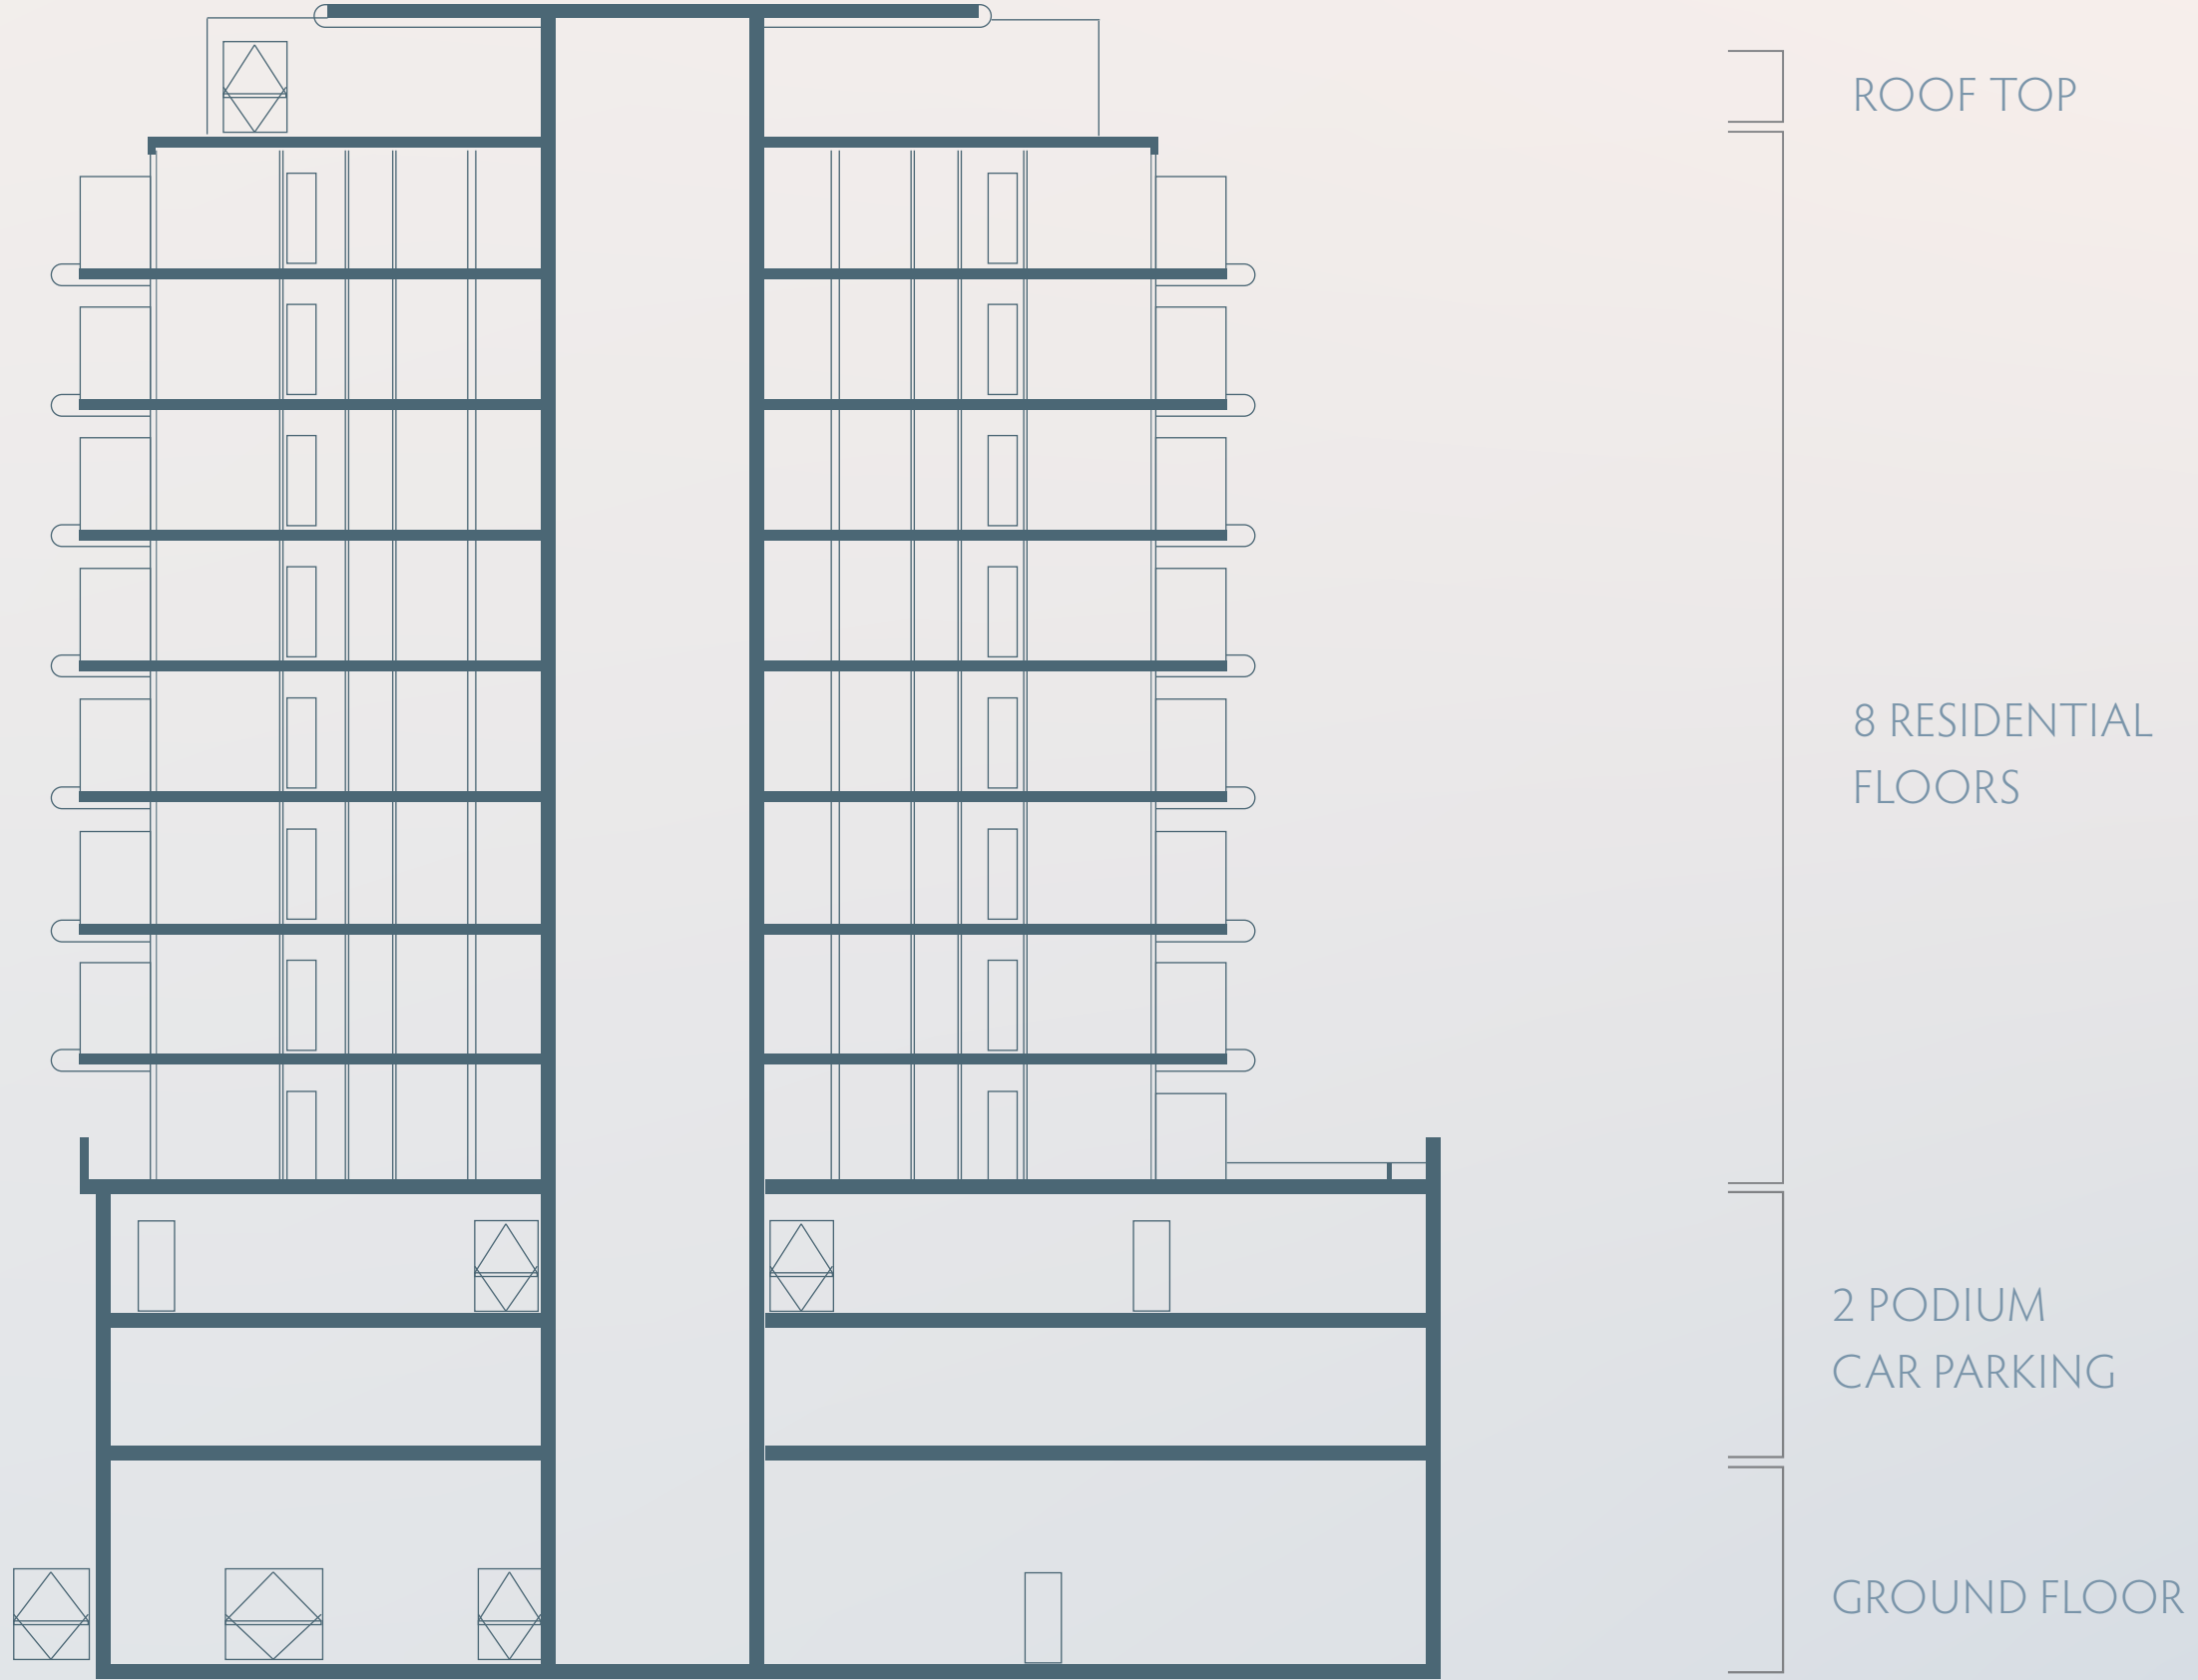 ROOF TOP
8 RESIDENTIAL
FLOORS
2 PODIUM
CAR PARKING
GROUND FLOOR